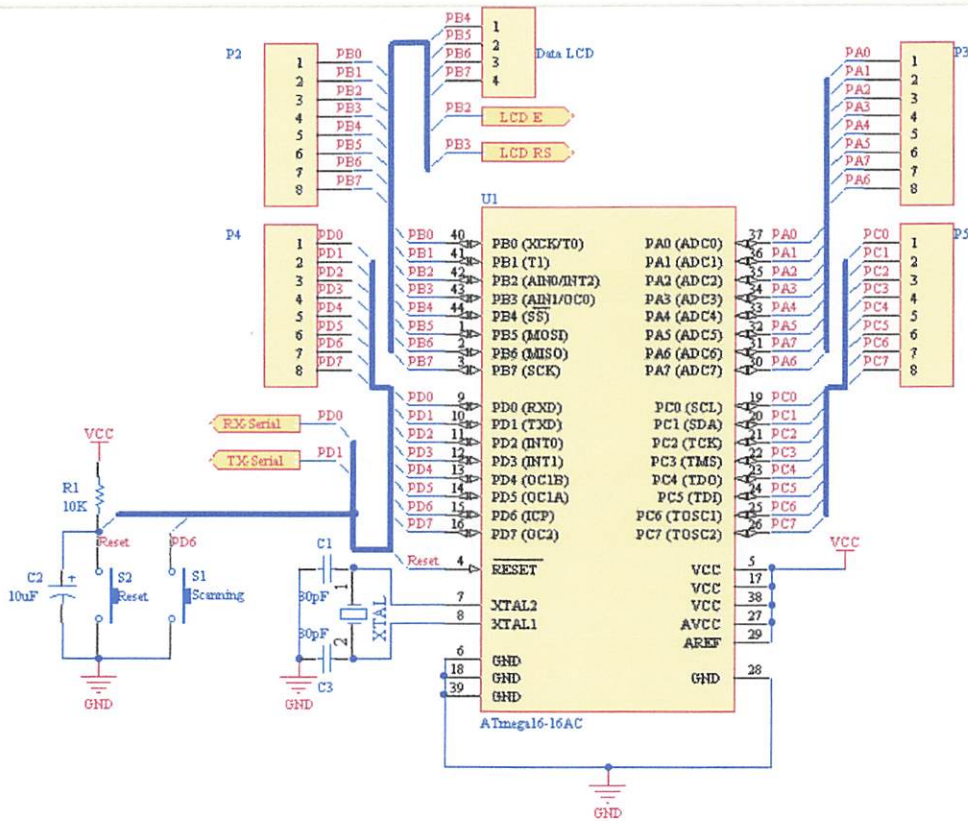 P2
1 PB0
2 PB1
3 PB2
4 PB3
5 PB4
6 PB5
7 PB6
8 PB7
PB4 1
PB5 2
PB6 3
PB7 4
Data LCD
PB2 LCD E
PB3 LCD RS
P3
PA0 1
PA1 2
PA2 3
PA3 4
PA4 5
PA5 6
PA7 7
PA6 8
P4
1 PD0
2 PD1
3 PD2
4 PD3
5 PD4
6 PD5
7 PD6
8 PD7
P5
PC0 1
PC1 2
PC2 3
PC3 4
PC4 5
PC5 6
PC6 7
PC7 8
U1
PB0 40 PB0 (XCK/T0)
PB1 41 PB1 (T1)
PB2 42 PB2 (AIN0/INT2)
PB3 43 PB3 (AIN1/OC0)
PB4 44 PB4 (SS)
PB5 1 PB5 (MOSI)
PB6 2 PB6 (MISO)
PB7 3 PB7 (SCK)
PD0 9 PD0 (RXD)
PD1 10 PD1 (TXD)
PD2 11 PD2 (INT0)
PD3 12 PD3 (INT1)
PD4 13 PD4 (OC1B)
PD5 14 PD5 (OC1A)
PD6 15 PD6 (ICP)
PD7 16 PD7 (OC2)
Reset 4 RESET
7 XTAL2
8 XTAL1
6 GND
18 GND
39 GND
PA0 (ADC0) 37 PA0
PA1 (ADC1) 36 PA1
PA2 (ADC2) 35 PA2
PA3 (ADC3) 34 PA3
PA4 (ADC4) 33 PA4
PA5 (ADC5) 32 PA5
PA6 (ADC6) 31 PA7
PA7 (ADC7) 30 PA6
PC0 (SCL) 19 PC0
PC1 (SDA) 20 PC1
PC2 (TCK) 21 PC2
PC3 (TMS) 22 PC3
PC4 (TDO) 23 PC4
PC5 (TDI) 24 PC5
PC6 (TOSC1) 25 PC6
PC7 (TOSC2) 26 PC7
VCC 5
VCC 17
VCC 38
AVCC 27
AREF 29
GND 28
VCC
ATmega16-16AC
RX-Serial PD0
TX-Serial PD1
VCC
R1
10K
Reset
PD6
C2
10uF
+
S2
Reset
S1
Scanning
GND
C1
30pF
1
XTAL
2
30pF
C3
GND
GND